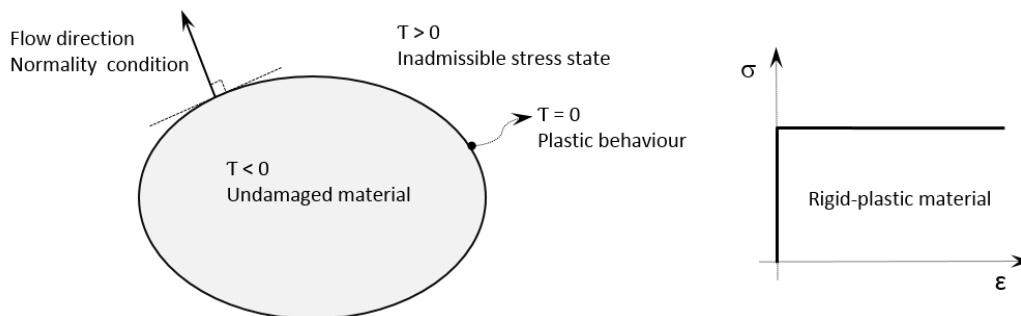 Flow direction
Normality condition
T > 0
Inadmissible stress state
T = 0
Plastic behaviour
T < 0
Undamaged material
σ
Rigid-plastic material
ε